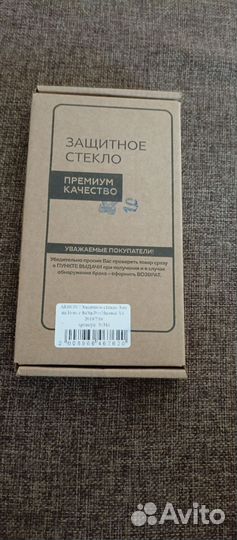 ЗАЩИТНОЕ
СТЕКЛО
ПРЕМИУМ
КАЧЕСТВО
УВАЖАЕМЫЕ ПОКУПАТЕЛИ!
Убедительно просим Вас проверять товар сразу
в ПУНКТЕ ВЫДАЧИ при получении и в случае
обнаружения брака – оформить ВОЗВРАТ.
Avito